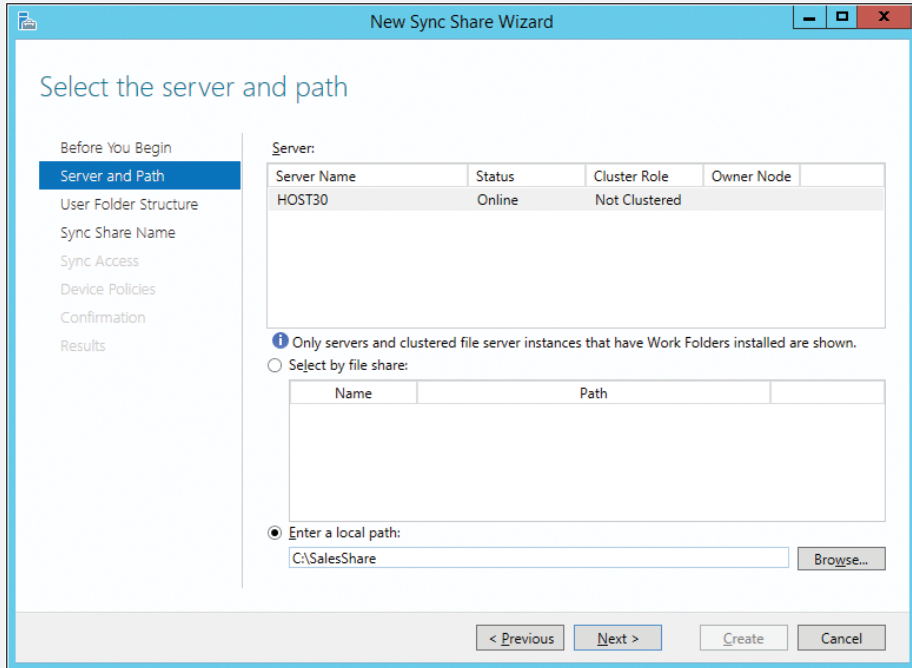 New Sync Share Wizard
Select the server and path
Before You Begin
Server and Path
User Folder Structure
Sync Share Name
Sync Access
Device Policies
Confirmation
Results
Server:
Server Name Status Cluster Role Owner Node
HOST30 Online Not Clustered
Only servers and clustered file server instances that have Work Folders installed are shown.
Select by file share:
Name Path
Enter a local path:
C:\SalesShare Browse...
< Previous Next > Create Cancel